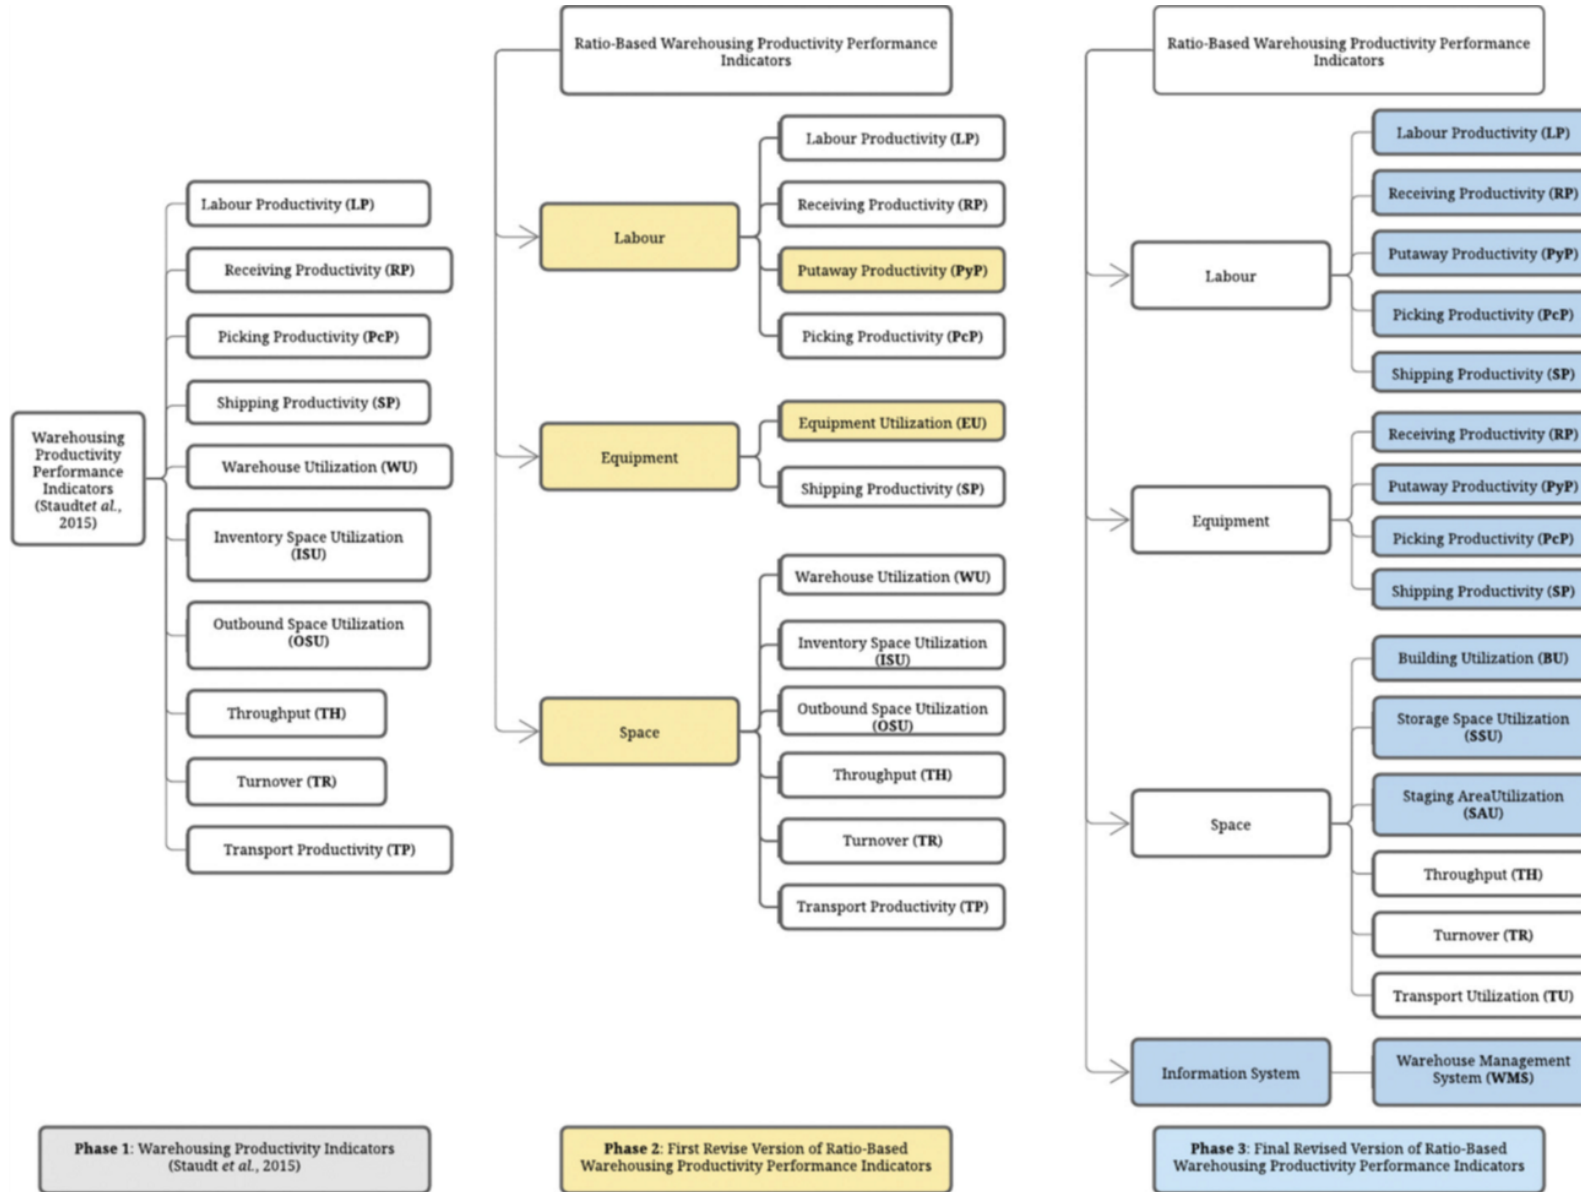 Warehousing
Productivity
Performance
Indicators
(Staudtet al.,
2015)
Labour Productivity (LP)
Receiving Productivity (RP)
Picking Productivity (PcP)
Shipping Productivity (SP)
Warehouse Utilization (WU)
Inventory Space Utilization
(ISU)
Outbound Space Utilization
(OSU)
Throughput (TH)
Turnover (TR)
Transport Productivity (TP)
Phase 1: Warehousing Productivity Indicators
(Staudt et al., 2015)
Ratio-Based Warehousing Productivity Performance
Indicators
Labour
Labour Productivity (LP)
Receiving Productivity (RP)
Putaway Productivity (PyP)
Picking Productivity (PcP)
Equipment
Equipment Utilization (EU)
Shipping Productivity (SP)
Space
Warehouse Utilization (WU)
Inventory Space Utilization
(ISU)
Outbound Space Utilization
(OSU)
Throughput (TH)
Turnover (TR)
Transport Productivity (TP)
Phase 2: First Revise Version of Ratio-Based
Warehousing Productivity Performance Indicators
Ratio-Based Warehousing Productivity Performance
Indicators
Labour
Labour Productivity (LP)
Receiving Productivity (RP)
Putaway Productivity (PyP)
Picking Productivity (PcP)
Shipping Productivity (SP)
Equipment
Receiving Productivity (RP)
Putaway Productivity (PyP)
Picking Productivity (PcP)
Shipping Productivity (SP)
Space
Building Utilization (BU)
Storage Space Utilization
(SSU)
Staging AreaUtilization
(SAU)
Throughput (TH)
Turnover (TR)
Transport Utilization (TU)
Information System
Warehouse Management
System (WMS)
Phase 3: Final Revised Version of Ratio-Based
Warehousing Productivity Performance Indicators